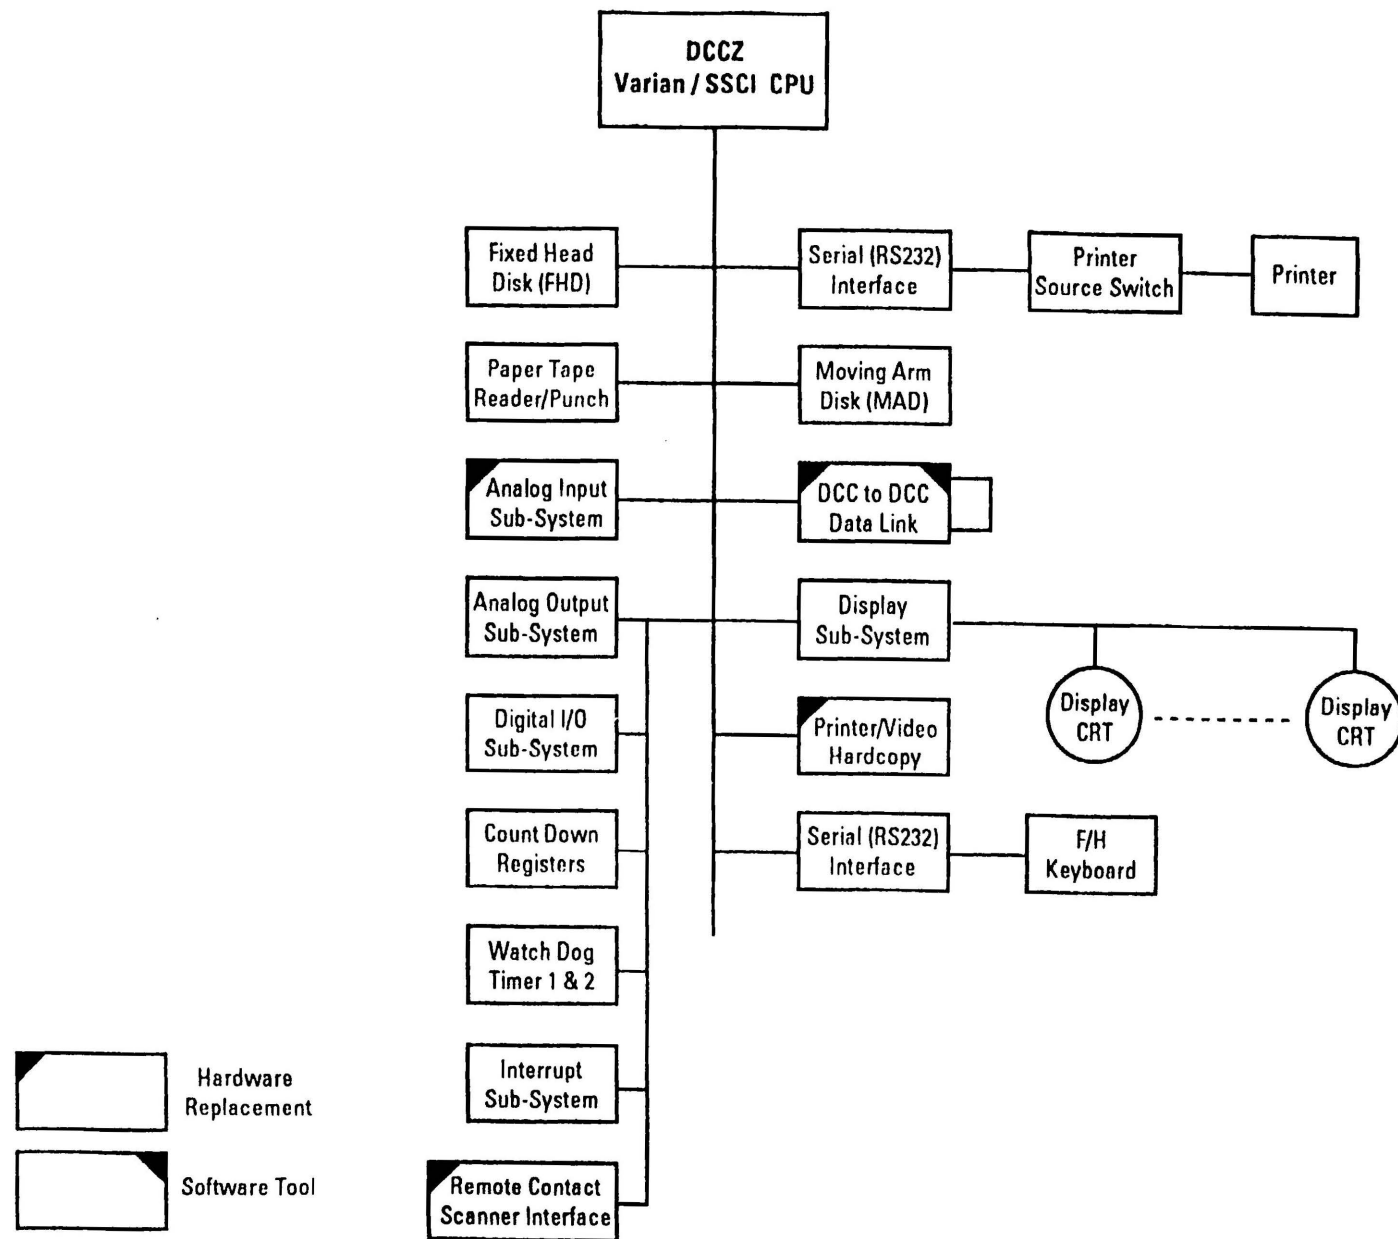 DCCZ
Varian / SSCI CPU
Fixed Head
Disk (FHD)
Serial (RS232)
Interface
Printer
Source Switch
Printer
Paper Tape
Reader/Punch
Moving Arm
Disk (MAD)
Analog Input
Sub-System
DCC to DCC
Data Link
Analog Output
Sub-System
Display
Sub-System
Display
CRT
Display
CRT
Digital I/O
Sub-System
Printer/Video
Hardcopy
Count Down
Registers
Serial (RS232)
Interface
F/H
Keyboard
Watch Dog
Timer 1 & 2
Interrupt
Sub-System
Remote Contact
Scanner Interface
Hardware
Replacement
Software Tool